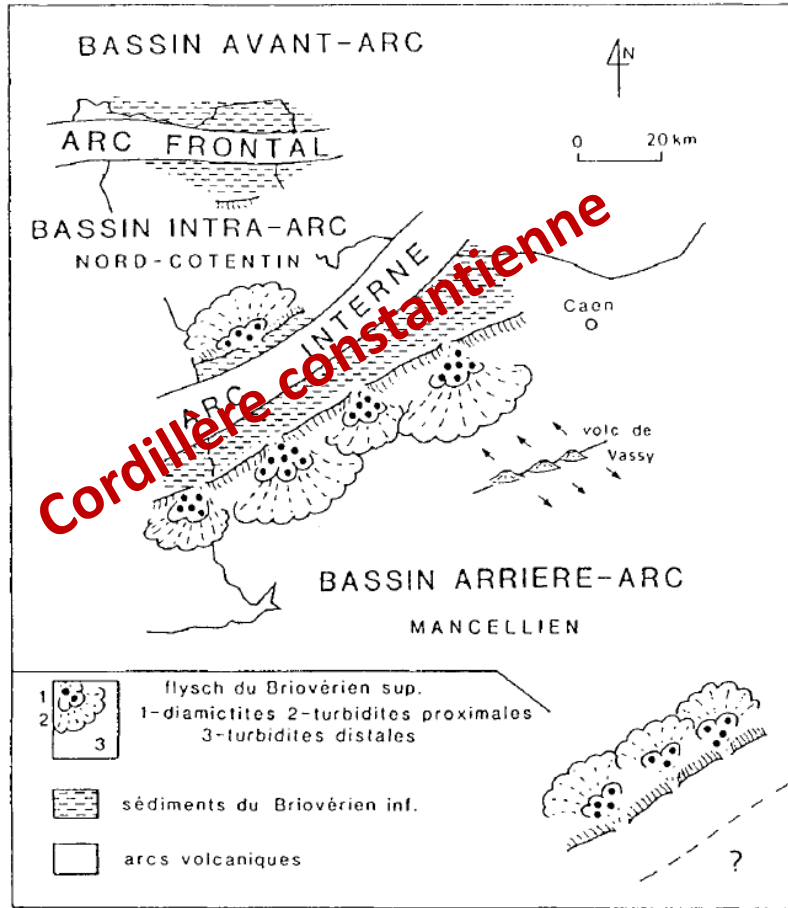 BASSIN AVANT-ARC
N
ARC FRONTAL
0 20 km
BASSIN INTRA-ARC
NORD-COTENTIN
ARC INTERNE
Cordillère constantienne
Caen
volc de
Vassy
BASSIN ARRIERE-ARC
MANCELLIEN
1
2
3
flysch du Briovérien sup.
1-diamictites 2-turbidites proximales
3-turbidites distales
sédiments du Briovérien inf.
arcs volcaniques
?